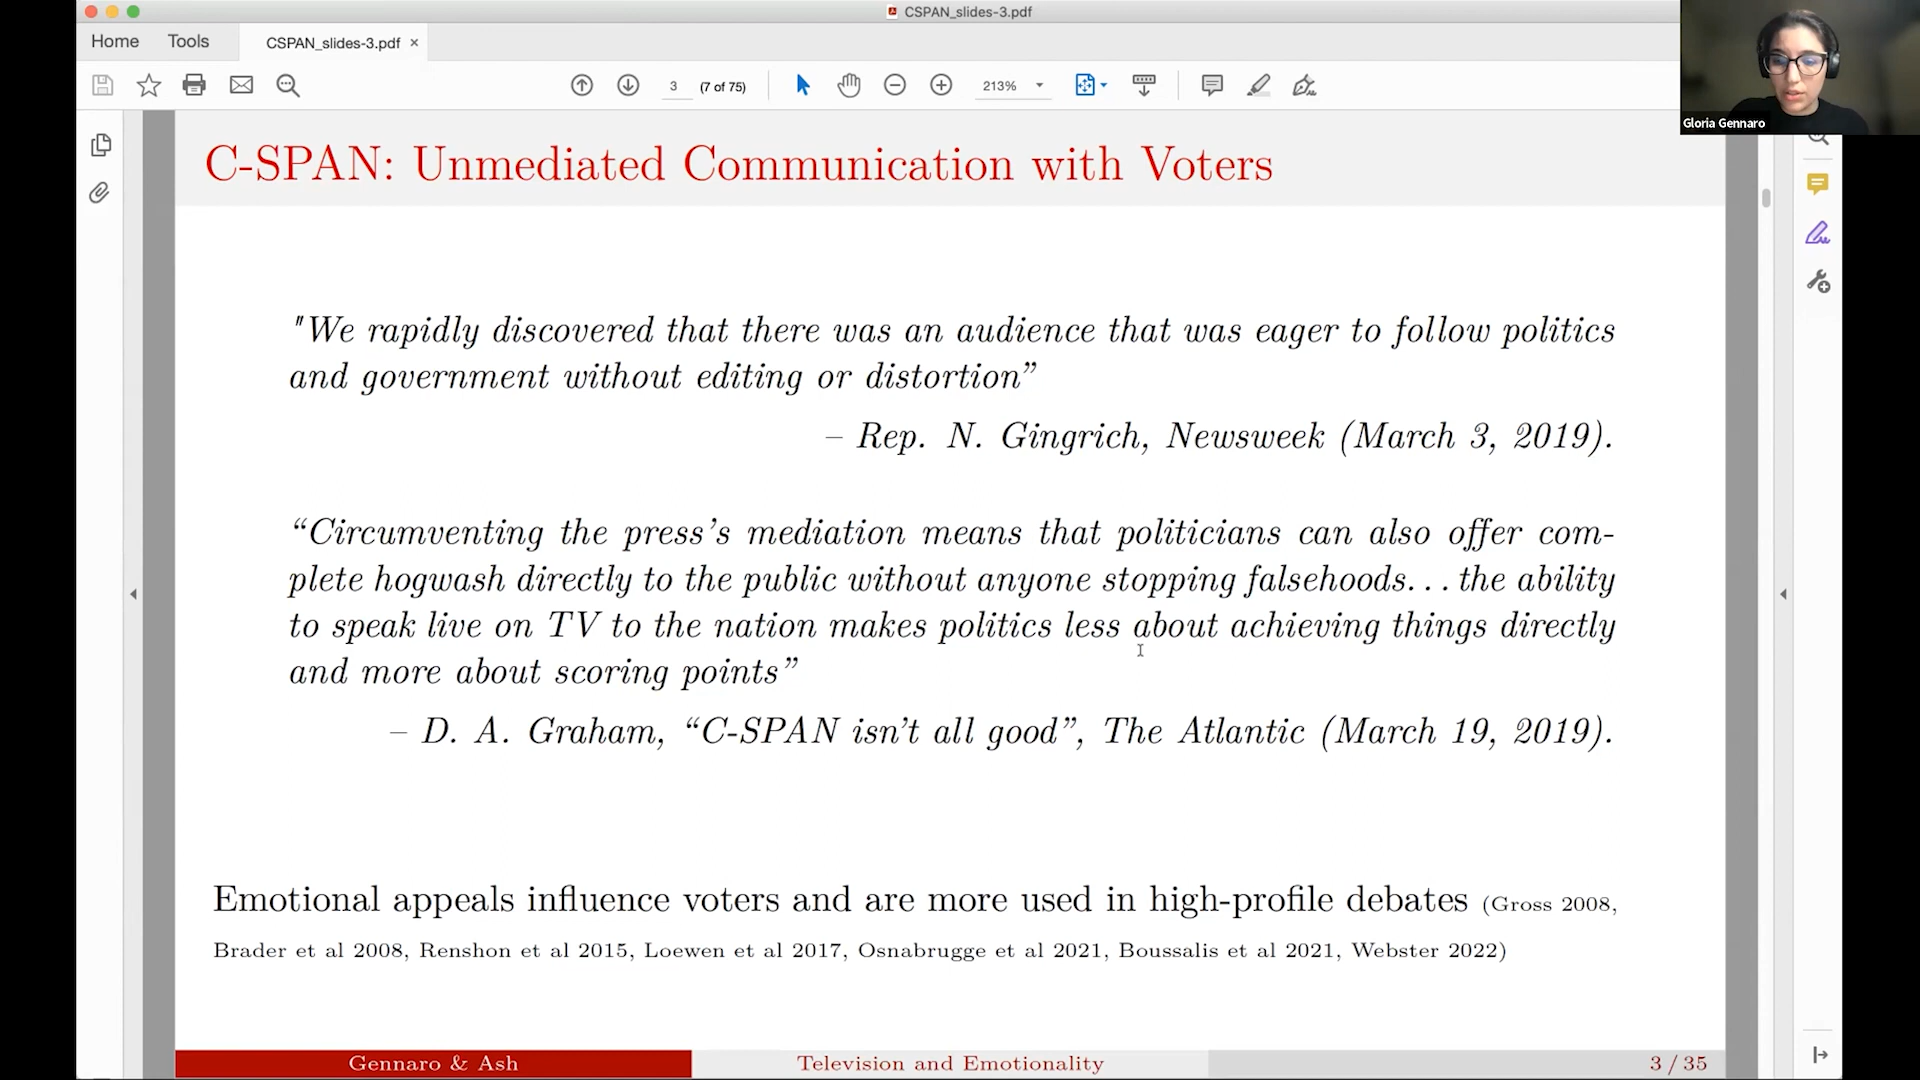 CSPAN_slides-3.pdf
Home Tools CSPAN_slides-3.pdf ×
3 (7 of 75) 213%
Gloria Gennaro
C-SPAN: Unmediated Communication with Voters
"We rapidly discovered that there was an audience that was eager to follow politics
and government without editing or distortion”
– Rep. N. Gingrich, Newsweek (March 3, 2019).
“Circumventing the press’s mediation means that politicians can also offer com-
plete hogwash directly to the public without anyone stopping falsehoods. . . the ability
to speak live on TV to the nation makes politics less about achieving things directly
and more about scoring points”
– D. A. Graham, “C-SPAN isn’t all good”, The Atlantic (March 19, 2019).
Emotional appeals influence voters and are more used in high-profile debates (Gross 2008,
Brader et al 2008, Renshon et al 2015, Loewen et al 2017, Osnabrugge et al 2021, Boussalis et al 2021, Webster 2022)
Gennaro & Ash Television and Emotionality 3 / 35